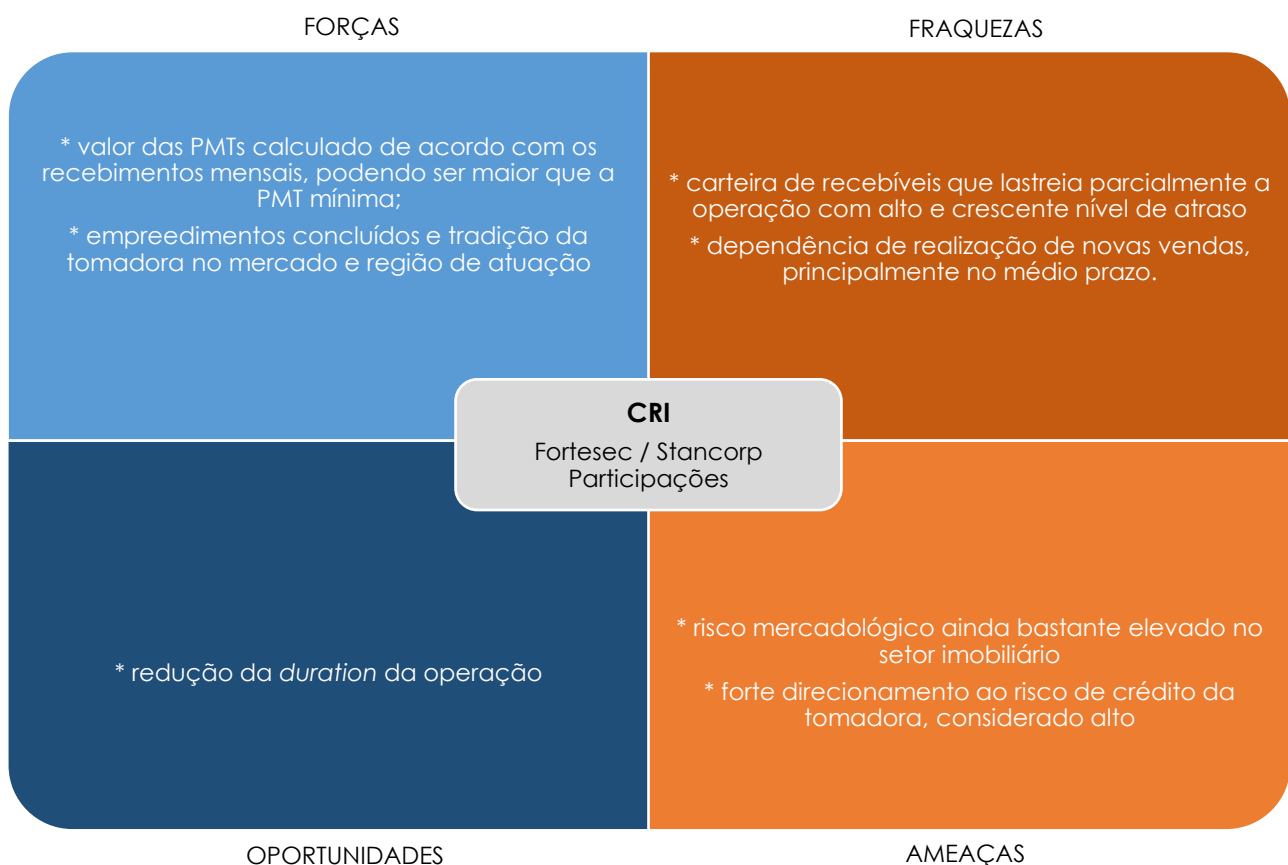 FORÇAS
FRAQUEZAS
* valor das PMTs calculado de acordo com os
recebimentos mensais, podendo ser maior que a
PMT mínima;
* empreedimentos concluídos e tradição da
tomadora no mercado e região de atuação
* carteira de recebíveis que lastreia parcialmente a
operação com alto e crescente nível de atraso
* dependência de realização de novas vendas,
principalmente no médio prazo.
CRI
Fortesec / Stancorp
Participações
* redução da duration da operação
* risco mercadológico ainda bastante elevado no
setor imobiliário
* forte direcionamento ao risco de crédito da
tomadora, considerado alto
OPORTUNIDADES
AMEAÇAS